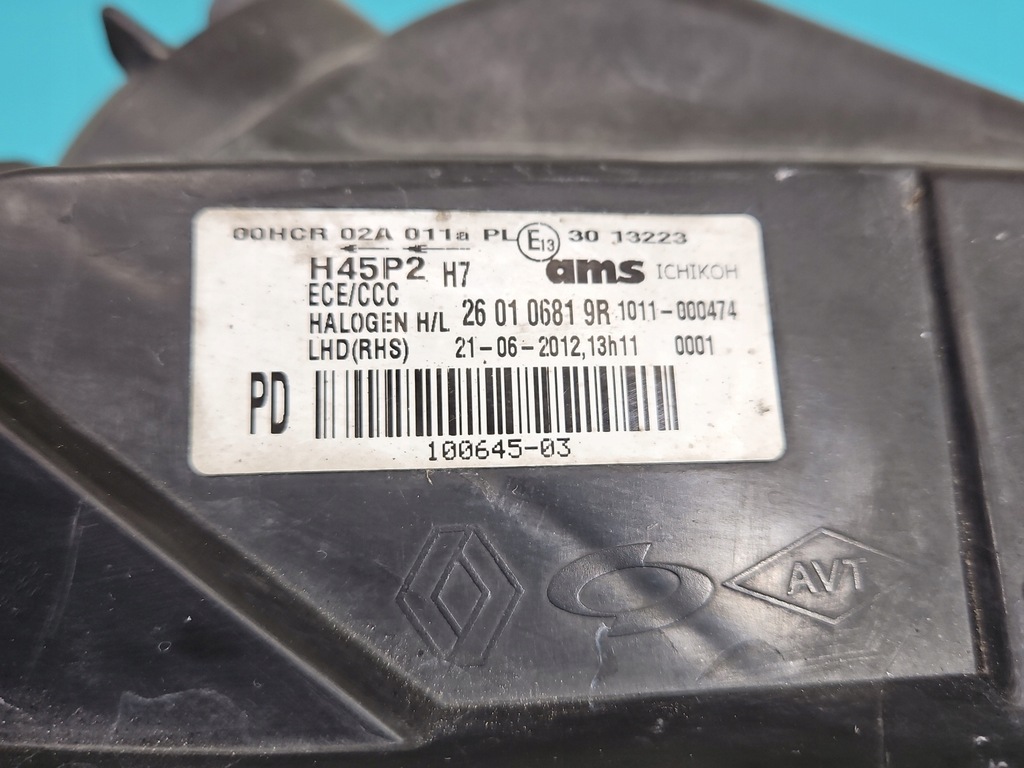 00HCR 02A 011a PL E13 30 13223
H45P2 H7 ams ICHIKOH
ECE/CCC
HALOGEN H/L 26 01 0681 9R 1011-000474
LHD(RHS) 21-06-2012,13h11 0001
PD
100645-03
AVT